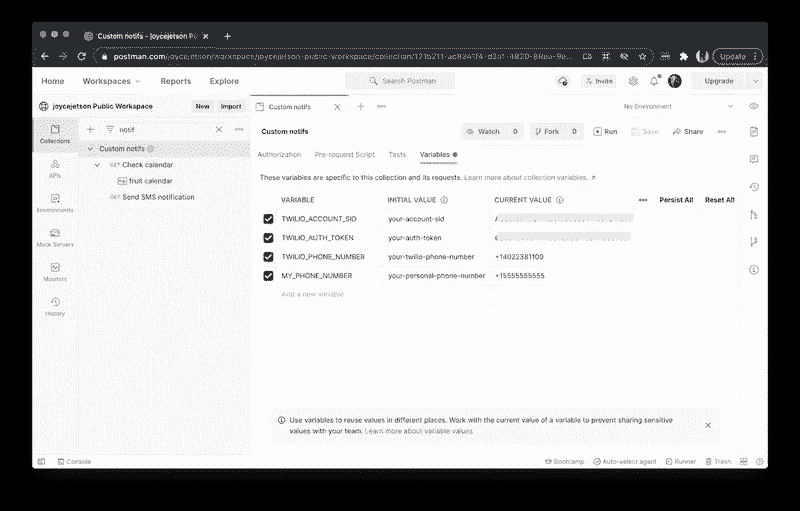 Custom notifs - joycejetson Pu
postman.com/joycejetson/workspace/joycejetson-public-workspace/collection/
Update
Home Workspaces Reports Explore
Search Postman
Invite
Upgrade
joycejetson Public Workspace New Import
Custom notifs
No Environment
Collections
APIs
Environments
Mock Servers
Monitors
History
notif
Custom notifs
GET Check calendar
fruit calendar
GET Send SMS notification
Custom notifs
Watch 0 Fork 0 Run Save Share
Authorization Pre-request Script Tests Variables
These variables are specific to this collection and its requests. Learn more about collection variables.
VARIABLE INITIAL VALUE CURRENT VALUE Persist All Reset All
TWILIO_ACCOUNT_SID your-account-sid
TWILIO_AUTH_TOKEN your-auth-token
TWILIO_PHONE_NUMBER your-twilio-phone-number +14022381100
MY_PHONE_NUMBER your-personal-phone-number +15555555555
Add a new variable
Use variables to reuse values in different places. Work with the current value of a variable to prevent sharing sensitive
values with your team. Learn more about variable values
Console
Bootcamp Auto-select agent Runner Trash